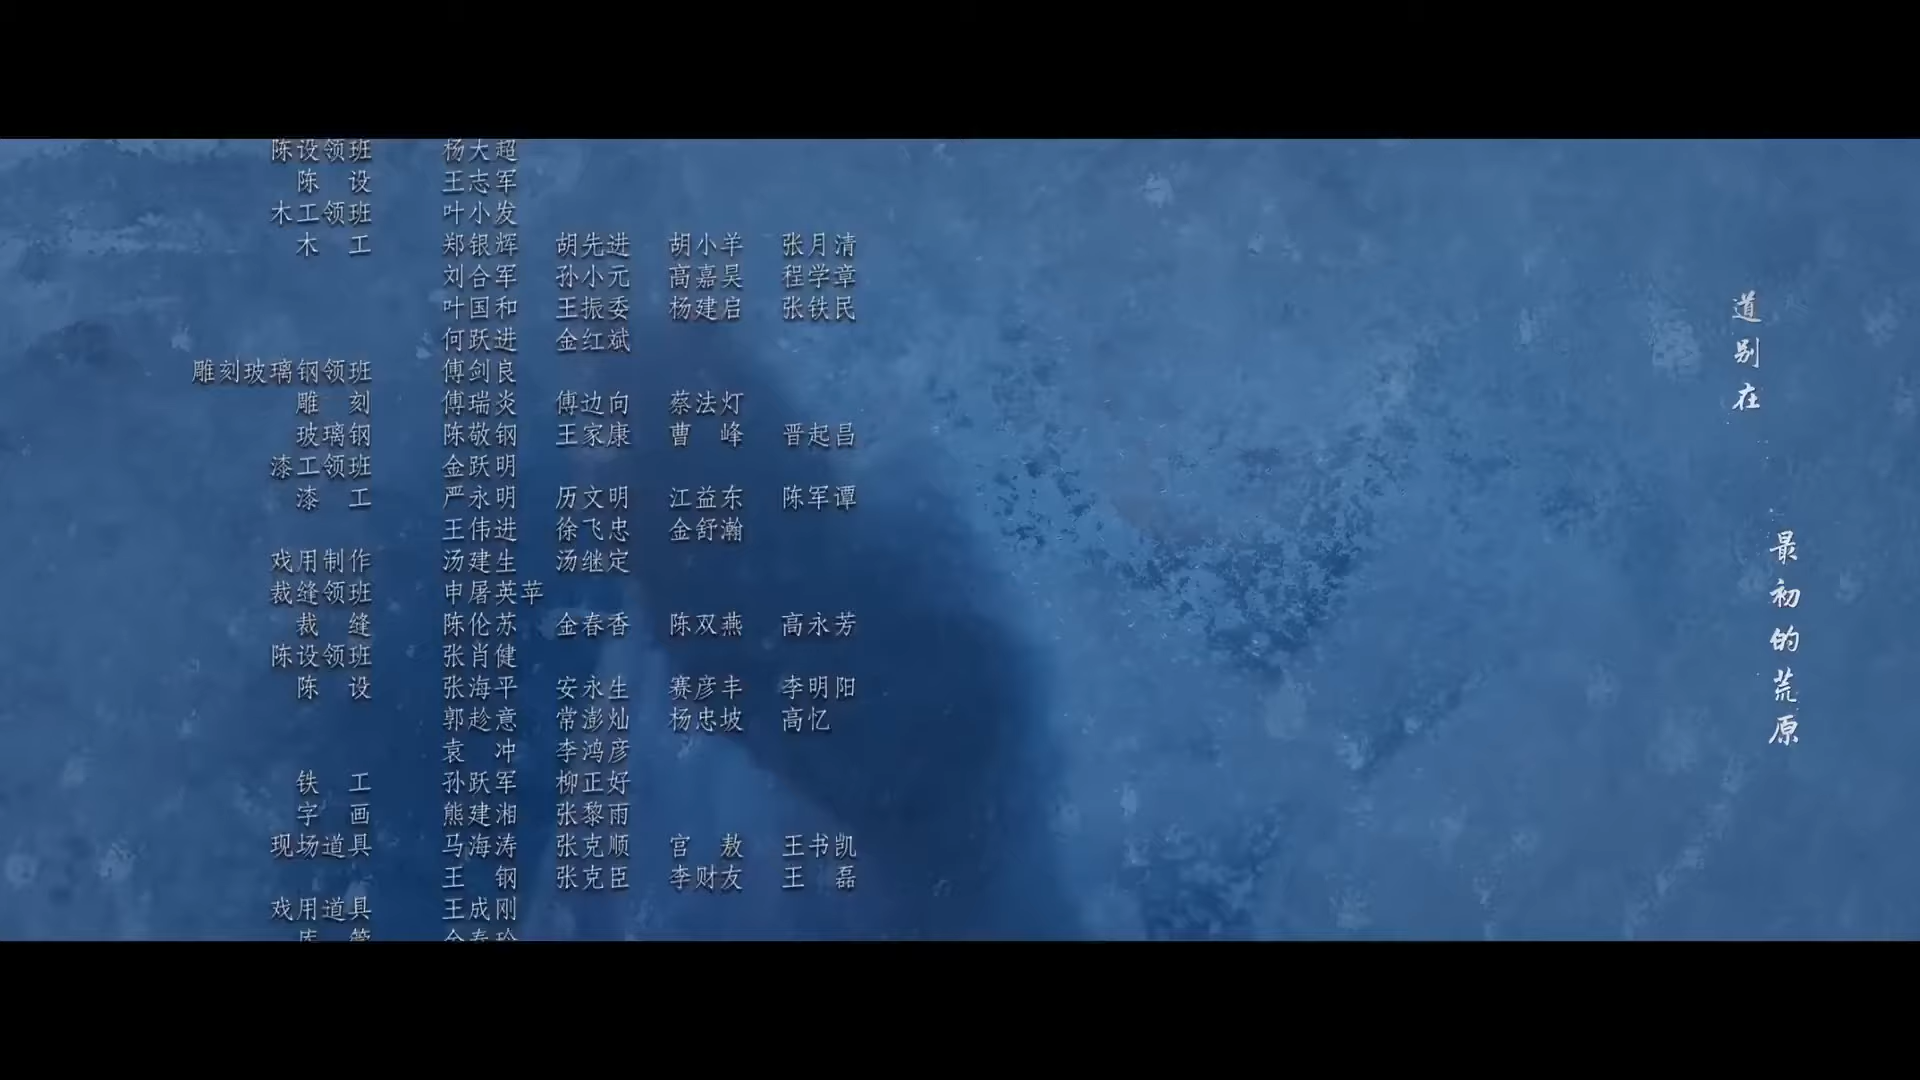 陈设领班 杨大超
陈 设 王志军
木工领班 叶小发
木 工 郑银辉 胡先进 胡小羊 张月清
刘合军 孙小元 高嘉昊 程学章
叶国和 王振委 杨建启 张铁民
何跃进 金红斌
雕刻玻璃钢领班 傅剑良
雕 刻 傅瑞炎 傅边向 蔡法灯
玻璃钢 陈敬钢 王家康 曹 峰 晋起昌
漆工领班 金跃明
漆 工 严永明 历文明 江益东 陈军谭
王伟进 徐飞忠 金舒瀚
戏用制作 汤建生 汤继定
裁缝领班 申屠英苹
裁 缝 陈伦苏 金春香 陈双燕 高永芳
陈设领班 张肖健
陈 设 张海平 安永生 赛彦丰 李明阳
郭趁意 常澎灿 杨忠坡 高忆
袁 冲 李鸿彦
铁 工 孙跃军 柳正好
字 画 熊建湘 张黎雨
现场道具 马海涛 张克顺 宫 敖 王书凯
王 钢 张克臣 李财友 王 磊
戏用道具 王成刚
道别在
最初的荒原